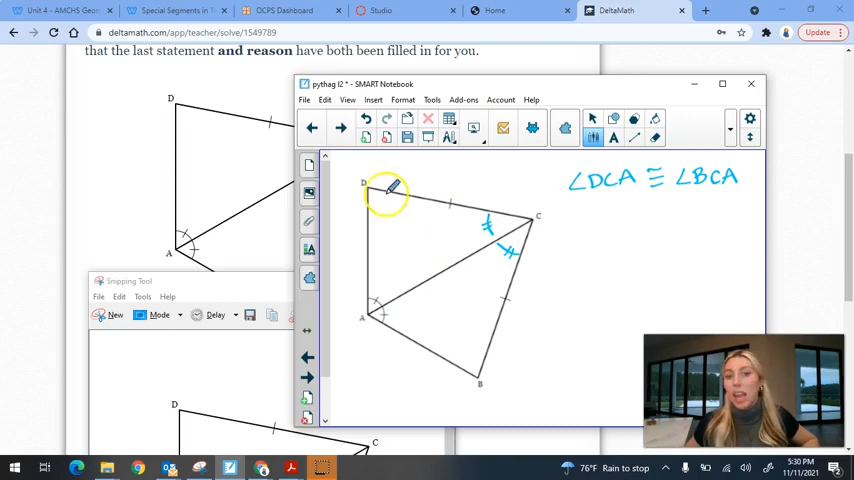 Unit 4 - AMCHS Geom
Special Segments in T
OCPS Dashboard
Studio
Home
DeltaMath
deltamath.com/app/teacher/solve/1549789
Update
that the last statement and reason have both been filled in for you.
D
A
pythag l2 * - SMART Notebook
File Edit View Insert Format Tools Add-ons Account Help
D
C
A
B
∠DCA ≅ ∠BCA
Snipping Tool
File Edit Tools Help
New Mode Delay
D
C
76°F Rain to stop
5:30 PM
11/11/2021
2